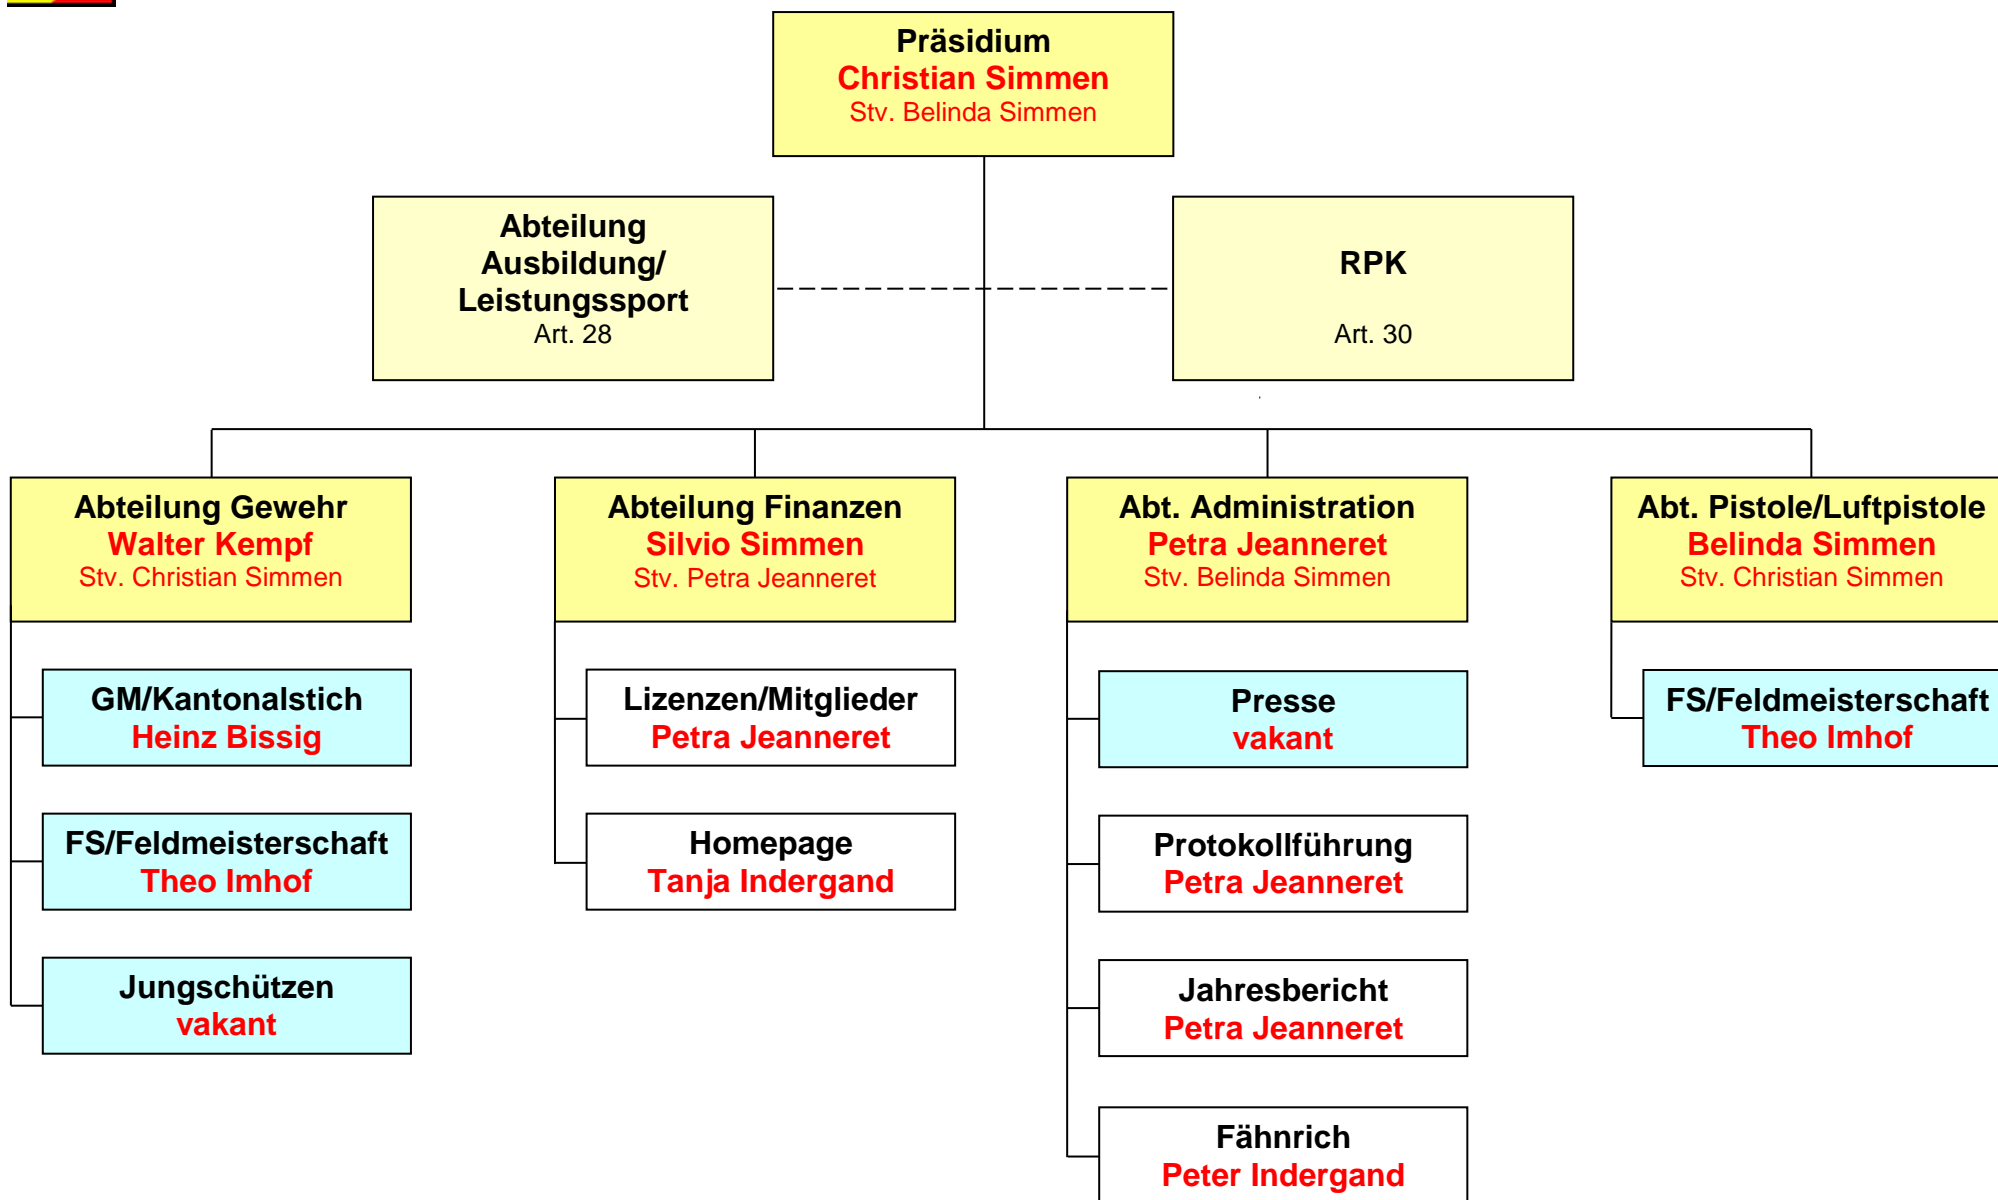 Präsidium
Christian Simmen
Stv. Belinda Simmen
Abteilung
Ausbildung/
Leistungssport
Art. 28
RPK
Art. 30
Abteilung Gewehr
Walter Kempf
Stv. Christian Simmen
Abteilung Finanzen
Silvio Simmen
Stv. Petra Jeanneret
Abt. Administration
Petra Jeanneret
Stv. Belinda Simmen
Abt. Pistole/Luftpistole
Belinda Simmen
Stv. Christian Simmen
GM/Kantonalstich
Heinz Bissig
Lizenzen/Mitglieder
Petra Jeanneret
Presse
vakant
FS/Feldmeisterschaft
Theo Imhof
FS/Feldmeisterschaft
Theo Imhof
Homepage
Tanja Indergand
Protokollführung
Petra Jeanneret
Jungschützen
vakant
Jahresbericht
Petra Jeanneret
Fähnrich
Peter Indergand